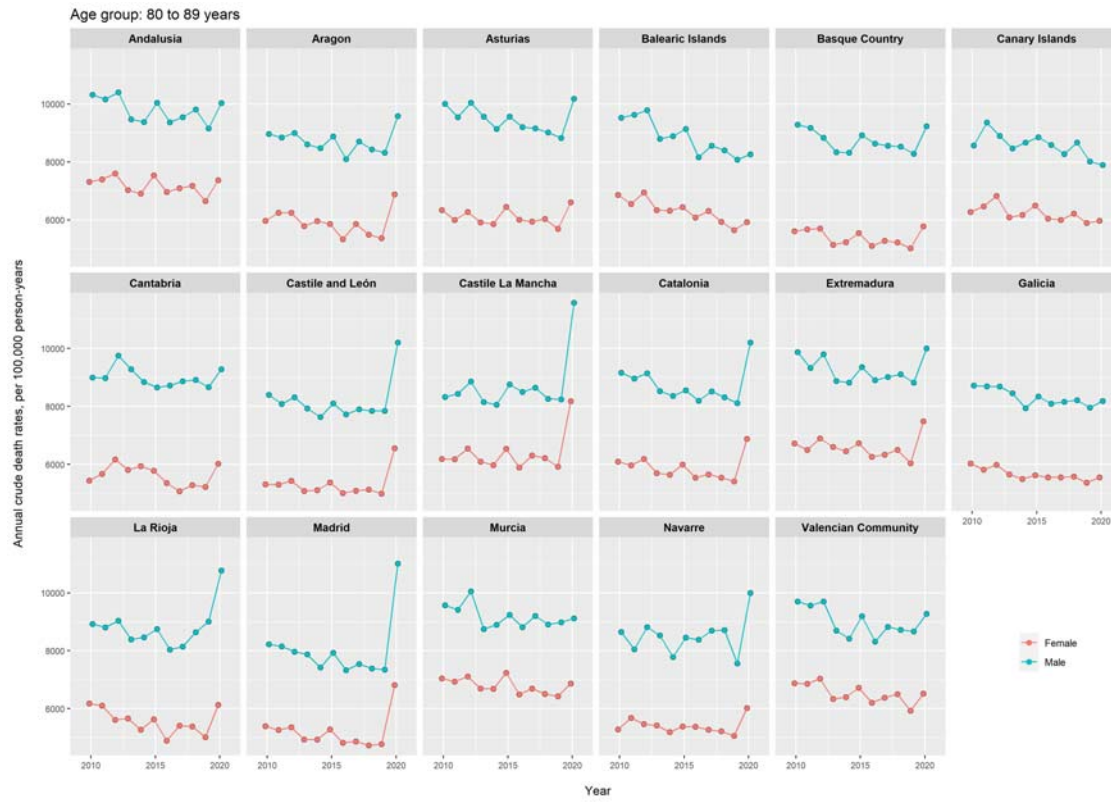 Age group: 80 to 89 years
Andalusia Aragon Asturias Balearic Islands Basque Country Canary Islands
10000
8000
6000
Cantabria Castile and León Castile La Mancha Catalonia Extremadura Galicia
10000
8000
6000
2010 2015 2020
La Rioja Madrid Murcia Navarre Valencian Community
10000
8000
6000
2010 2015 2020 2010 2015 2020 2010 2015 2020 2010 2015 2020 2010 2015 2020
Annual crude death rates, per 100,000 person-years
Year
Female
Male